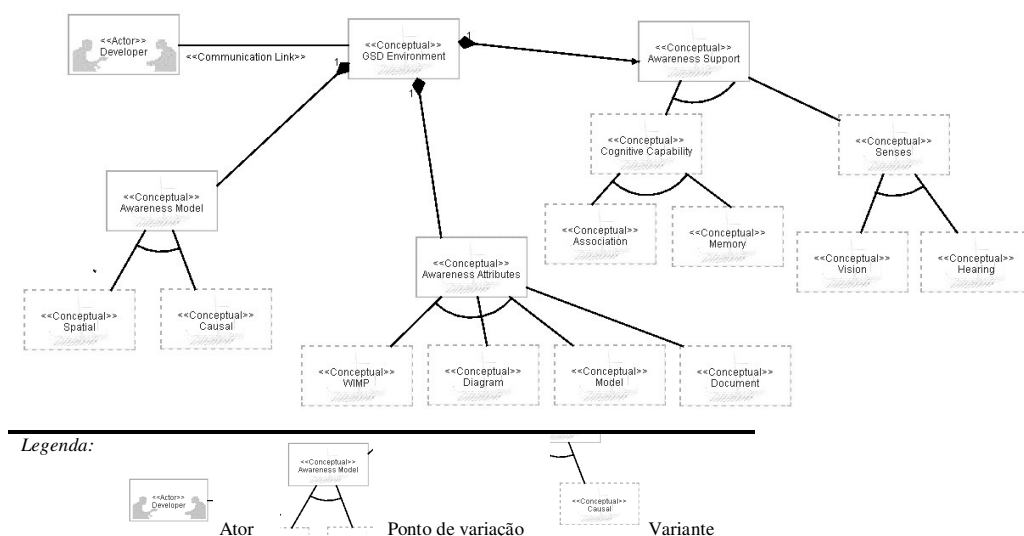 <<Actor>>
Developer
<<Communication Link>>
1
<<Conceptual>>
GSD Environment
1
1
<<Conceptual>>
Awareness Support
<<Conceptual>>
Cognitive Capability
<<Conceptual>>
Senses
<<Conceptual>>
Awareness Model
<<Conceptual>>
Association
<<Conceptual>>
Memory
<<Conceptual>>
Vision
<<Conceptual>>
Hearing
<<Conceptual>>
Awareness Attributes
<<Conceptual>>
Spatial
<<Conceptual>>
Causal
<<Conceptual>>
WIMP
<<Conceptual>>
Diagram
<<Conceptual>>
Model
<<Conceptual>>
Document
Legenda:
<<Actor>>
Developer
Ator
<<Conceptual>>
Awareness Model
Ponto de variação
<<Conceptual>>
Causal
Variante